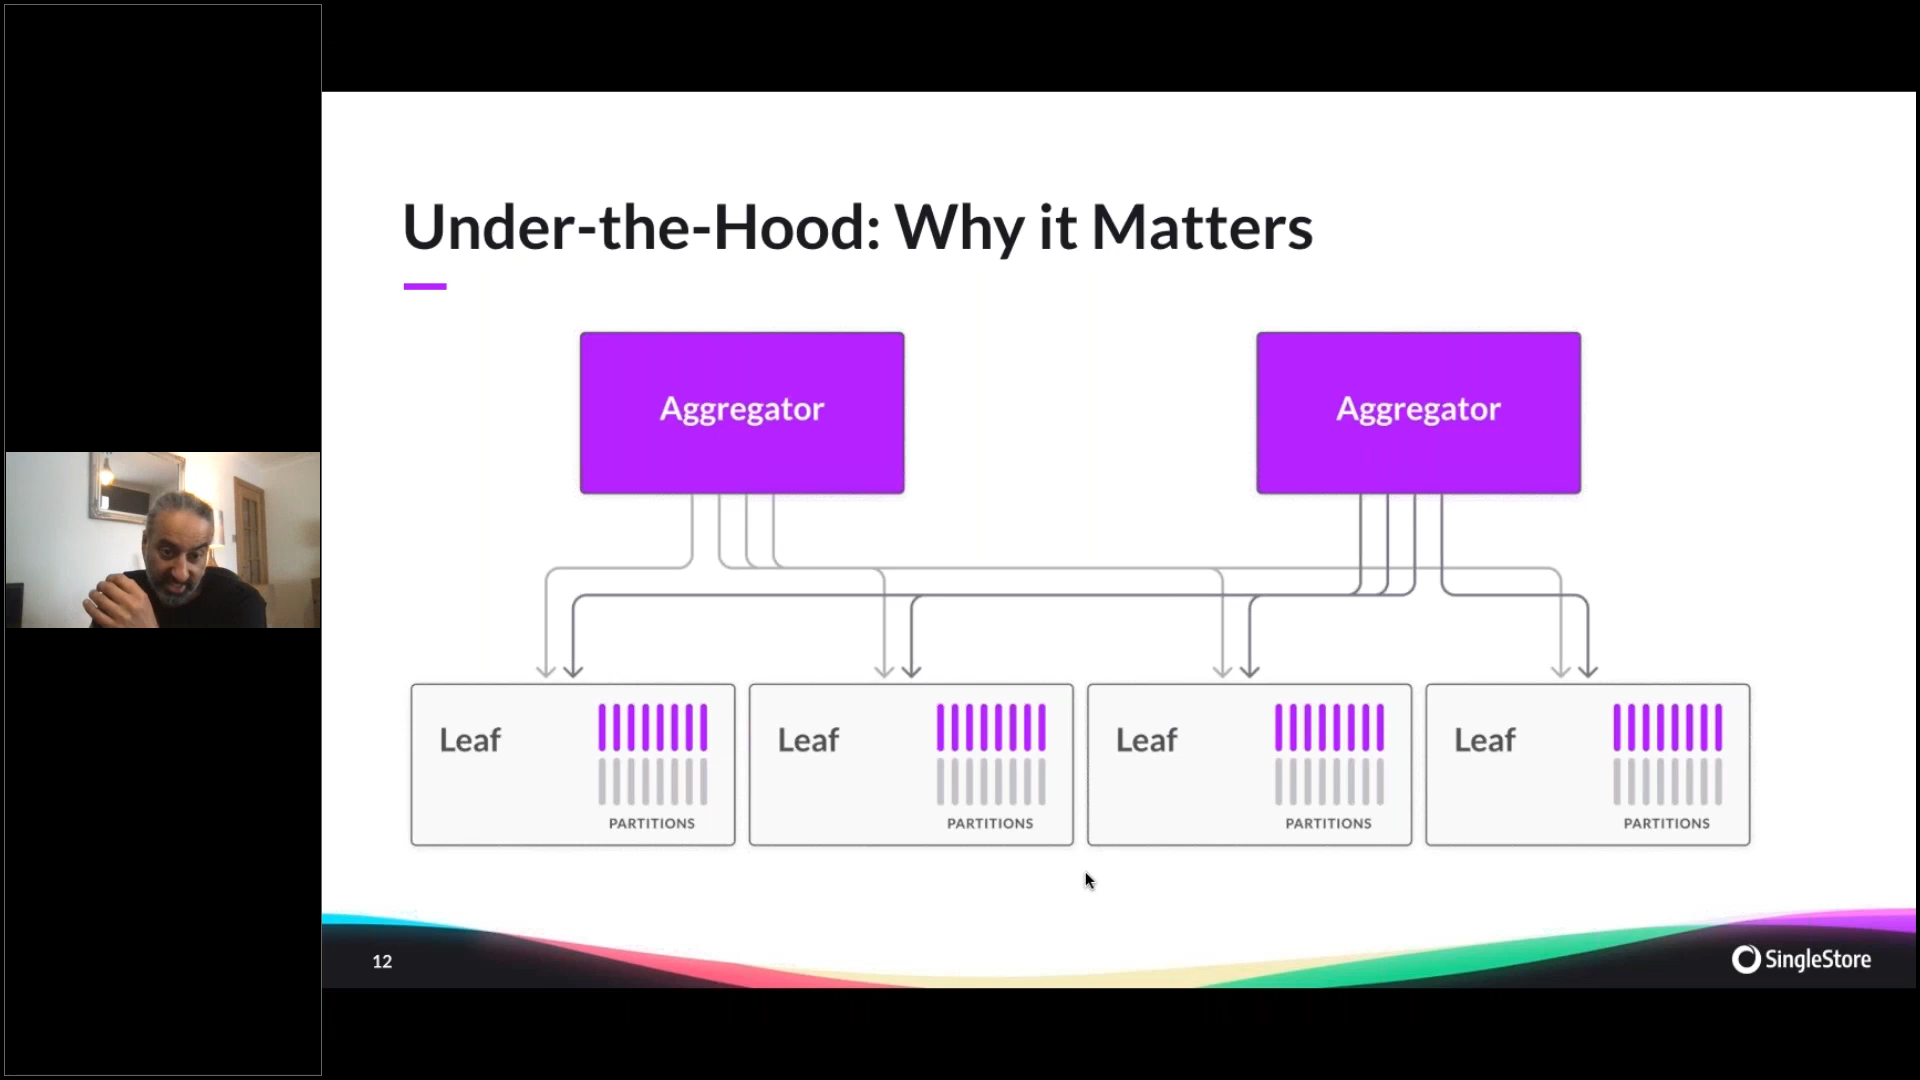 Under-the-Hood: Why it Matters
Aggregator
Aggregator
Leaf
PARTITIONS
Leaf
PARTITIONS
Leaf
PARTITIONS
Leaf
PARTITIONS
12
SingleStore